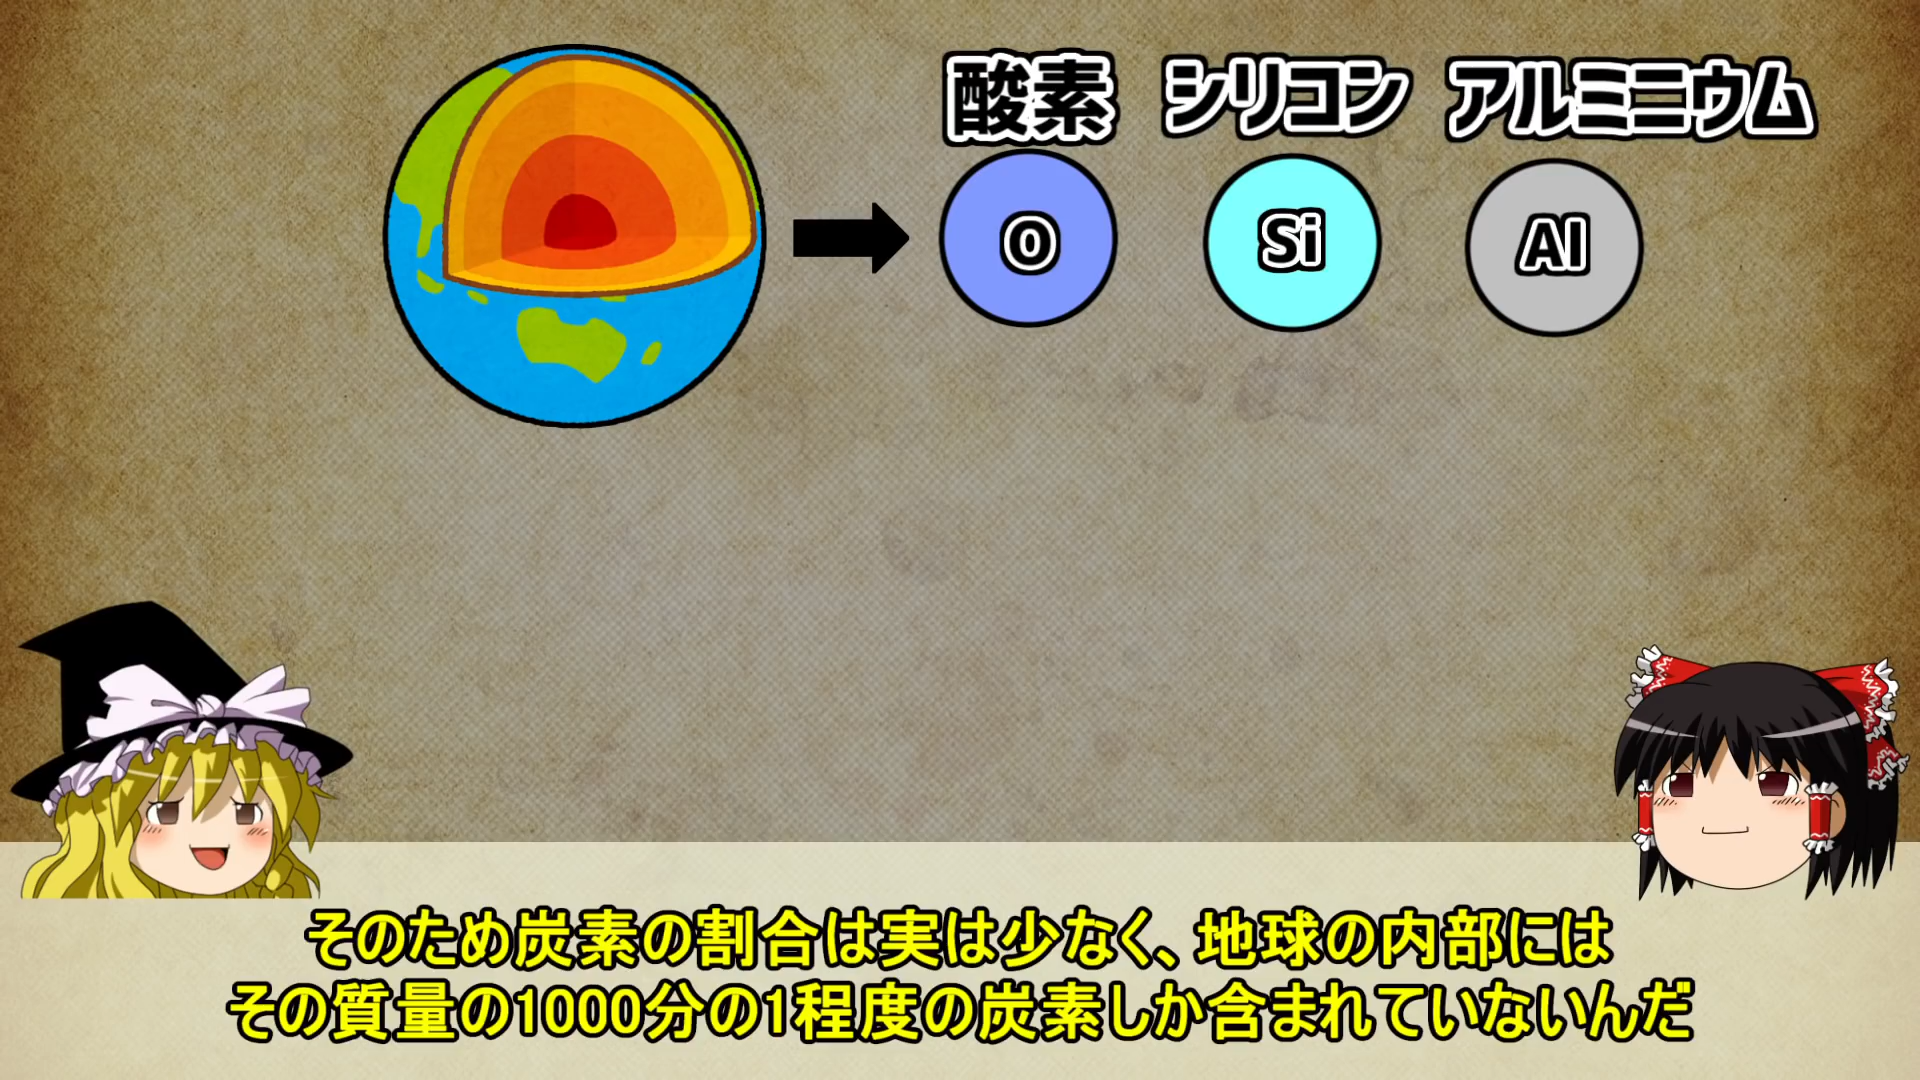 酸素 シリコン アルミニウム
O Si Al
そのため炭素の割合は実は少なく、地球の内部には
その質量の1000分の1程度の炭素しか含まれていないんだ